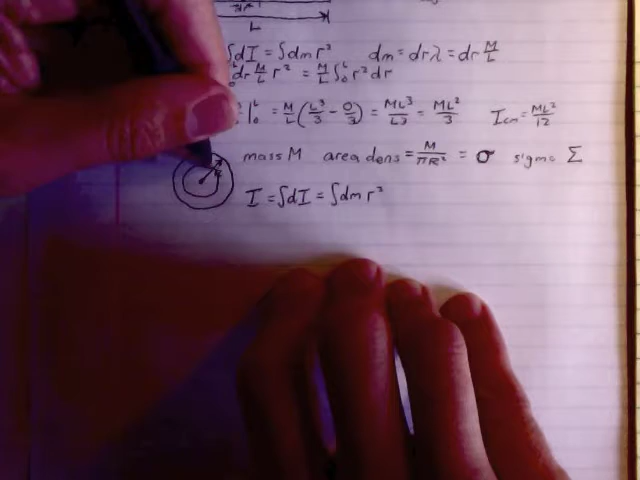 L
∫dI = ∫dm r² dm = drλ = dr M/L
dr M/L r² = M/L ∫₀ᴸ r² dr
|₀ᴸ = M/L (L³/3 - 0/3) = ML³/L3 = ML²/3 Icm = ML²/12
mass M area dens = M/πR² = σ sigma Σ
I = ∫dI = ∫dm r²